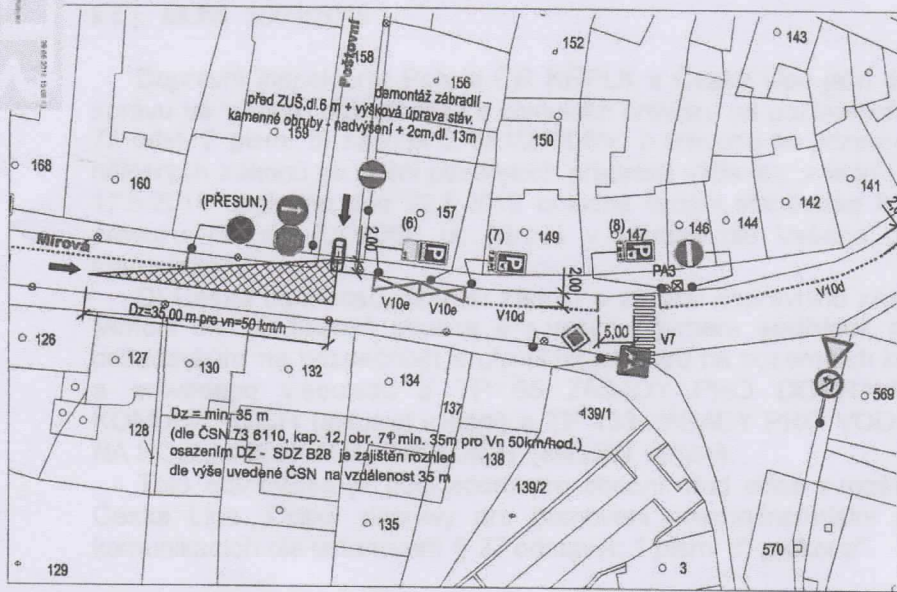 Poštovní
158
156
152
143
demontáž zábradlí
před ZUŠ,dl.6 m + výšková úprava stáv.
kamenné obruby - nadvýšení + 2cm,dl. 13m
159
150
168
160
(PŘESUN.)
157
(6)
(7)
149
(8)
147
146
144
142
141
Mírová
2,00
PA3
V10e
V10e
V10d
2,00
V10d
Dz=35,00 m pro vn=50 km/h
5,00
V7
126
127
130
132
134
128
137
139/1
569
Dz = min. 35 m
(dle ČSN 73 6110, kap. 12, obr. 71 min. 35m pro Vn 50km/hod.)
osazením DZ - SDZ B28 je zajištěn rozhled
138
dle výše uvedené ČSN na vzdálenost 35 m
139/2
135
570
129
3